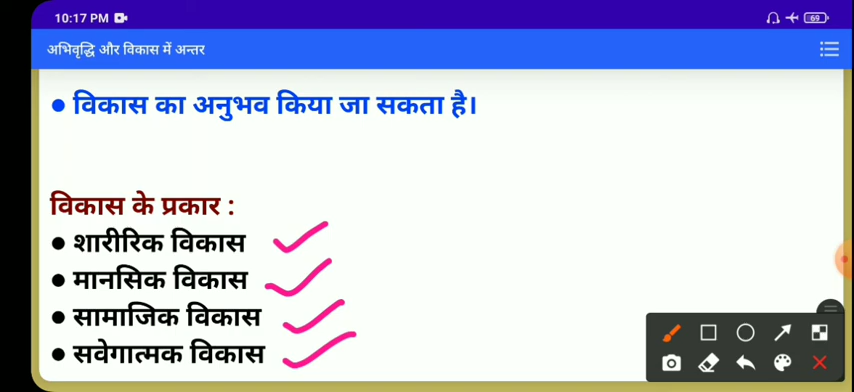 10:17 PM
69
अभिवृद्धि और विकास में अन्तर
● विकास का अनुभव किया जा सकता है।
विकास के प्रकार :
● शारीरिक विकास
● मानसिक विकास
● सामाजिक विकास
● सवेगात्मक विकास